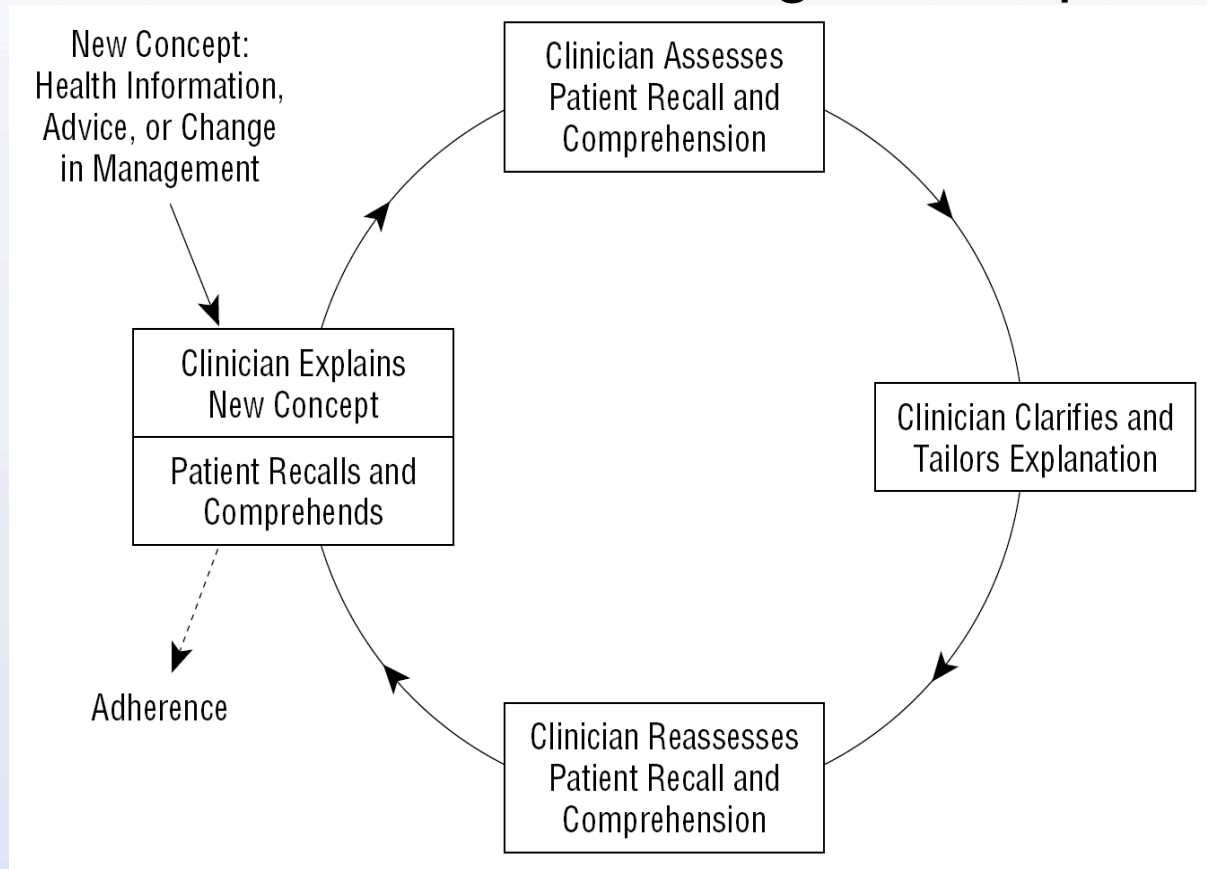 New Concept:
Health Information,
Advice, or Change
in Management
Clinician Assesses
Patient Recall and
Comprehension
Clinician Explains
New Concept
Patient Recalls and
Comprehends
Clinician Clarifies and
Tailors Explanation
Adherence
Clinician Reassesses
Patient Recall and
Comprehension